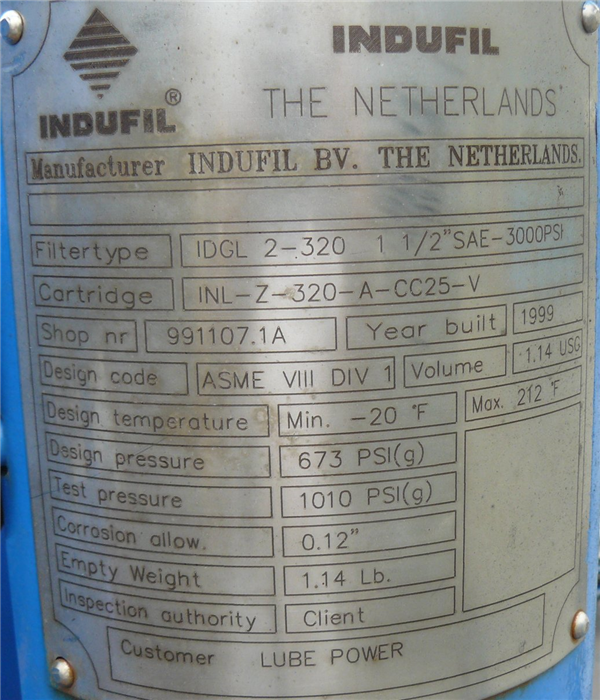 INDUFIL®
INDUFIL
THE NETHERLANDS
Manufacturer INDUFIL BV. THE NETHERLANDS.
Filtertype IDGL 2-320 1 1/2"SAE-3000PSI
Cartridge INL-Z-320-A-CC25-V
Shop nr 991107.1A Year built 1999
Design code ASME VIII DIV 1 Volume 1.14 USG
Design temperature Min. -20 °F Max. 212 °F
Design pressure 673 PSI(g)
Test pressure 1010 PSI(g)
Corrosion allow. 0.12"
Empty Weight 1.14 Lb.
Inspection authority Client
Customer LUBE POWER